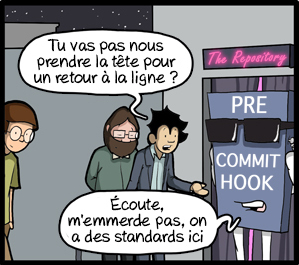 Tu vas pas nous
prendre la tête pour
un retour à la ligne ?
The Repository
PRE
COMMIT
HOOK
Écoute,
m'emmerde pas, on
a des standards ici